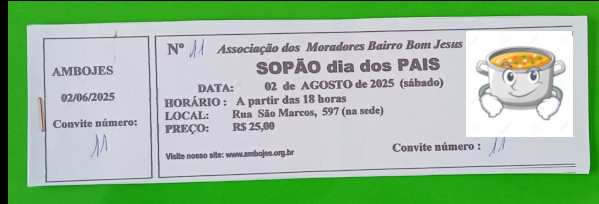 AMBOJES
02/06/2025
Convite número:
11
Nº 11 Associação dos Moradores Bairro Bom Jesus
SOPÃO dia dos PAIS
DATA: 02 de AGOSTO de 2025 (sábado)
HORÁRIO : A partir das 18 horas
LOCAL: Rua São Marcos, 597 (na sede)
PREÇO: R$ 25,00
Visite nosso site: www.embojes.org.br
Convite número : 11